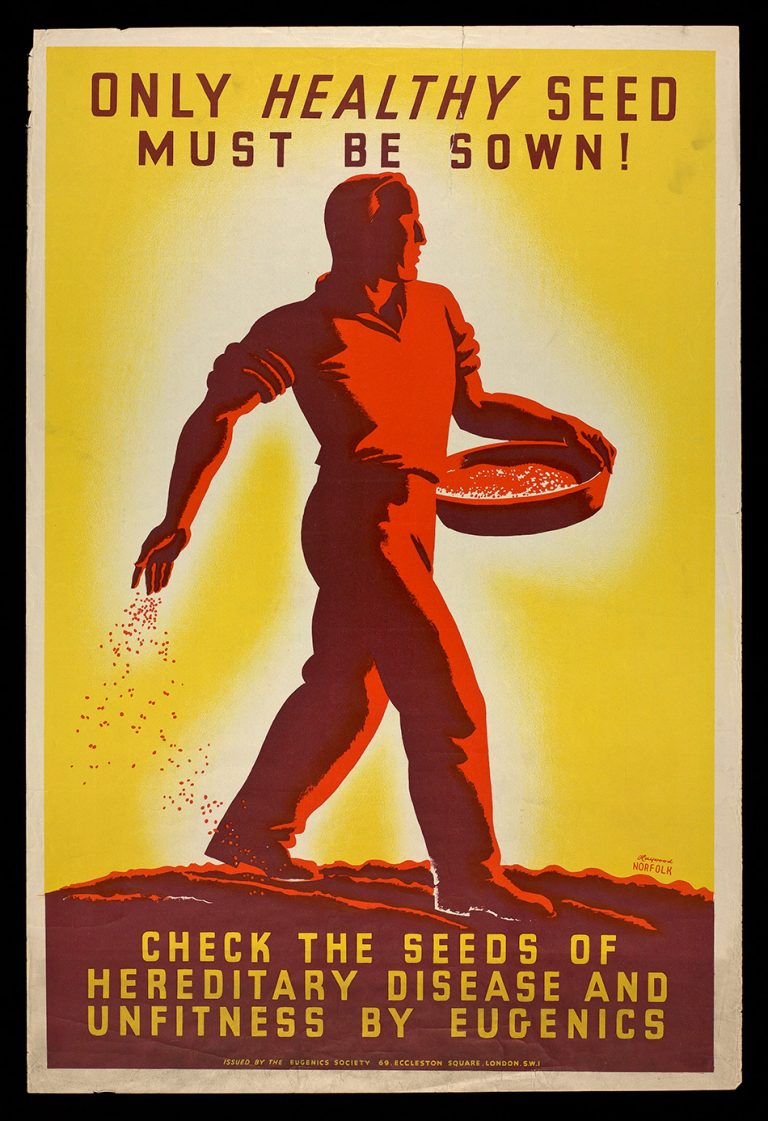 ONLY HEALTHY SEED
MUST BE SOWN!
Haywood
NORFOLK
CHECK THE SEEDS OF
HEREDITARY DISEASE AND
UNFITNESS BY EUGENICS
ISSUED BY THE EUGENICS SOCIETY 69. ECCLESTON SQUARE. LONDON. S.W.1